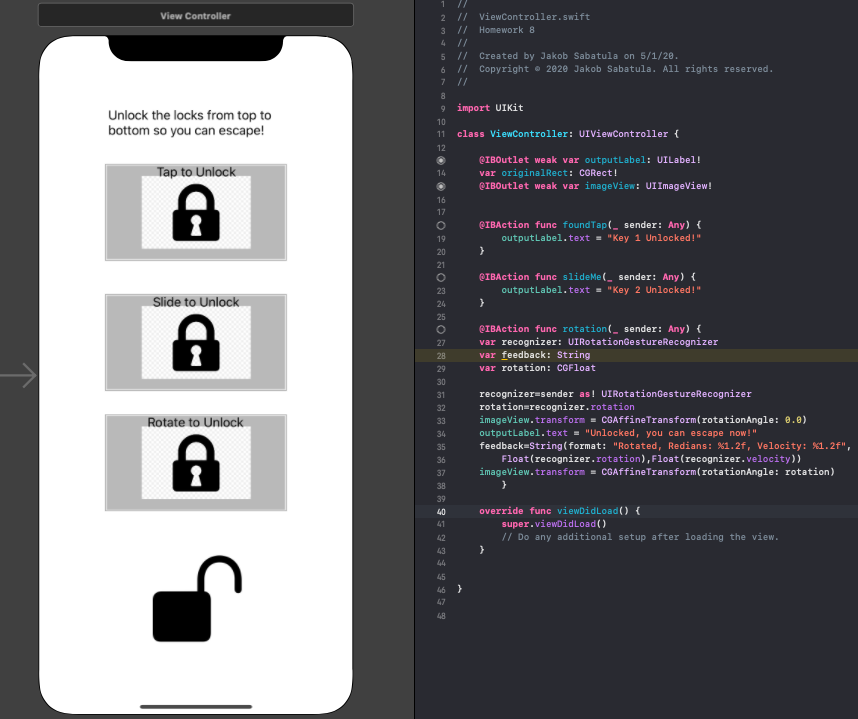 View Controller
Unlock the locks from top to
bottom so you can escape!
Tap to Unlock
Slide to Unlock
Rotate to Unlock
1 //
2 //  ViewController.swift
3 //  Homework 8
4 //
5 //  Created by Jakob Sabatula on 5/1/20.
6 //  Copyright © 2020 Jakob Sabatula. All rights reserved.
7 //
8
9 import UIKit
10
11 class ViewController: UIViewController {
12
@IBOutlet weak var outputLabel: UILabel!
14 var originalRect: CGRect!
@IBOutlet weak var imageView: UIImageView!
16
17
@IBAction func foundTap(_ sender: Any) {
19 outputLabel.text = "Key 1 Unlocked!"
20 }
21
@IBAction func slideMe(_ sender: Any) {
23 outputLabel.text = "Key 2 Unlocked!"
24 }
25
@IBAction func rotation(_ sender: Any) {
27 var recognizer: UIRotationGestureRecognizer
28 var feedback: String
29 var rotation: CGFloat
30
31 recognizer=sender as! UIRotationGestureRecognizer
32 rotation=recognizer.rotation
33 imageView.transform = CGAffineTransform(rotationAngle: 0.0)
34 outputLabel.text = "Unlocked, you can escape now!"
35 feedback=String(format: "Rotated, Redians: %1.2f, Velocity: %1.2f",
36 Float(recognizer.rotation),Float(recognizer.velocity))
37 imageView.transform = CGAffineTransform(rotationAngle: rotation)
38 }
39
40 override func viewDidLoad() {
41 super.viewDidLoad()
42 // Do any additional setup after loading the view.
43 }
44
45
46 }
47
48